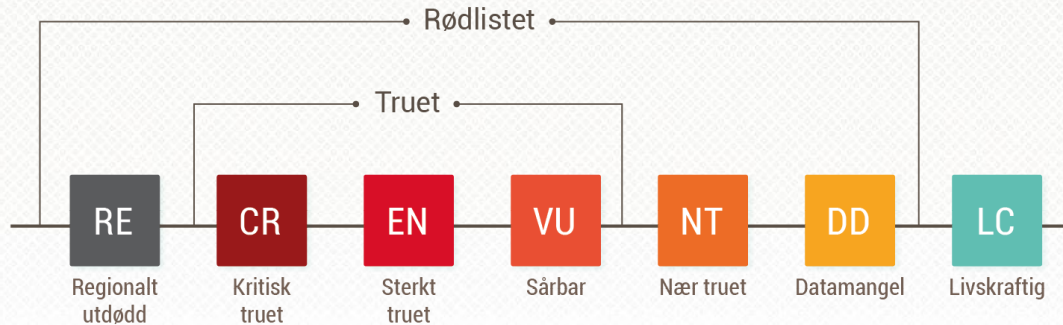 Rødlistet
Truet
RE
CR
EN
VU
NT
DD
LC
Regionalt
utdødd
Kritisk
truet
Sterkt
truet
Sårbar
Nær truet
Datamangel
Livskraftig